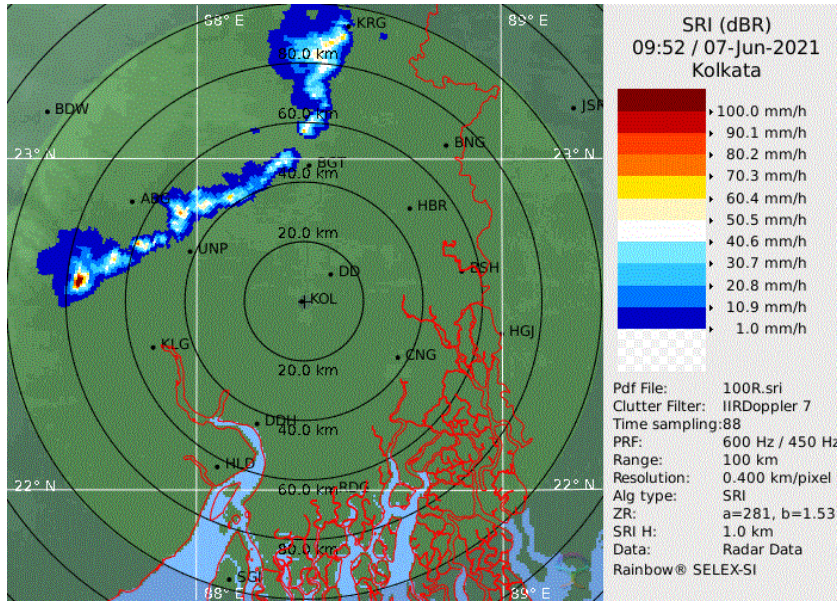 88° E
89° E
KRG
80.0 km
BDW
JSR
60.0 km
BNG
23° N
23° N
BGT
40.0 km
HBR
20.0 km
UNP
DD
BSH
KOL
HGJ
KLG
CNG
20.0 km
DDH
40.0 km
HLD
22° N
60.0 km
22° N
80.0 km
SGI
88° E
89° E
SRI (dBR)
09:52 / 07-Jun-2021
Kolkata
100.0 mm/h
90.1 mm/h
80.2 mm/h
70.3 mm/h
60.4 mm/h
50.5 mm/h
40.6 mm/h
30.7 mm/h
20.8 mm/h
10.9 mm/h
1.0 mm/h
Pdf File: 100R.sri
Clutter Filter: IIRDoppler 7
Time sampling:88
PRF: 600 Hz / 450 Hz
Range: 100 km
Resolution: 0.400 km/pixel
Alg type: SRI
ZR: a=281, b=1.53
SRI H: 1.0 km
Data: Radar Data
Rainbow® SELEX-SI